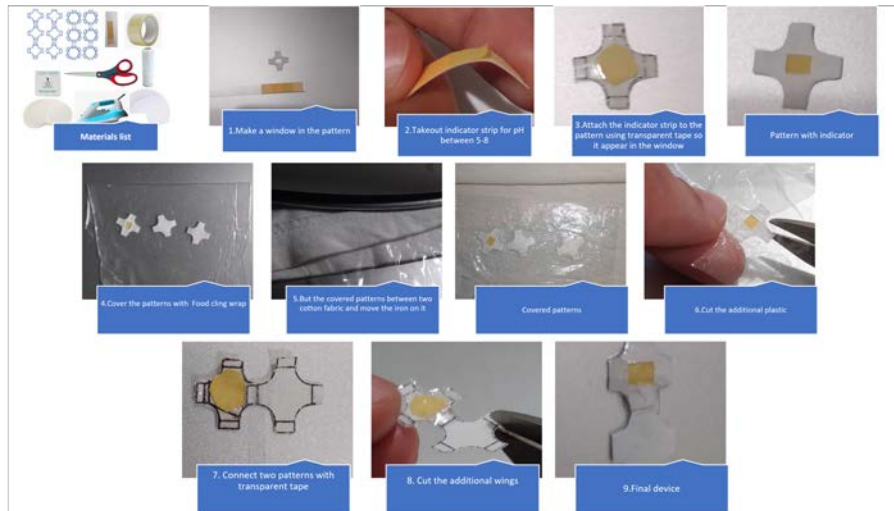 Materials list
1.Make a window in the pattern
2.Takeout indicator strip for pH
between 5-8
3.Attach the indicator strip to the
pattern using transparent tape so
it appear in the window
Pattern with indicator
4.Cover the patterns with Food cling wrap
5.But the covered patterns between two
cotton fabric and move the iron on it
Covered patterns
6.Cut the additional plastic
7. Connect two patterns with
transparent tape
8. Cut the additional wings
9.Final device